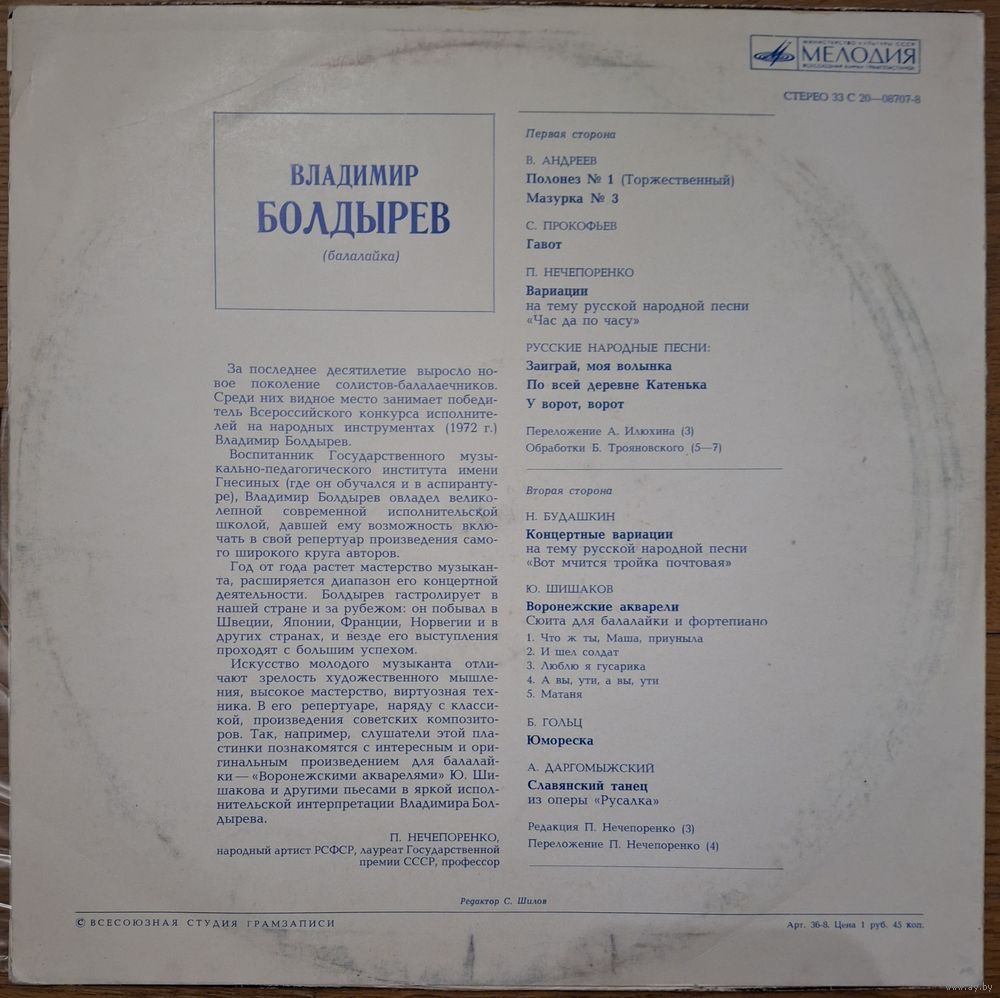 МИНИСТЕРСТВО КУЛЬТУРЫ СССР
МЕЛОДИЯ
ВСЕСОЮЗНАЯ ФИРМА ГРАМПЛАСТИНОК
СТЕРЕО 33 С 20—08707-8
ВЛАДИМИР
БОЛДЫРЕВ
(балалайка)
За последнее десятилетие выросло но-
вое поколение солистов-балалаечников.
Среди них видное место занимает победи-
тель Всероссийского конкурса исполните-
лей на народных инструментах (1972 г.)
Владимир Болдырев.
Воспитанник Государственного музы-
кально-педагогического института имени
Гнесиных (где он обучался и в аспиранту-
ре), Владимир Болдырев овладел велико-
лепной современной исполнительской
школой, давшей ему возможность вклю-
чать в свой репертуар произведения само-
го широкого круга авторов.
Год от года растет мастерство музыкан-
та, расширяется диапазон его концертной
деятельности. Болдырев гастролирует в
нашей стране и за рубежом: он побывал в
Швеции, Японии, Франции, Норвегии и в
других странах, и везде его выступления
проходят с большим успехом.
Искусство молодого музыканта отли-
чают зрелость художественного мышле-
ния, высокое мастерство, виртуозная тех-
ника. В его репертуаре, наряду с класси-
кой, произведения советских композито-
ров. Так, например, слушатели этой пла-
стинки познакомятся с интересным и ори-
гинальным произведением для балалай-
ки — «Воронежскими акварелями» Ю. Ши-
шакова и другими пьесами в яркой испол-
нительской интерпретации Владимира Бол-
дырева.
П. НЕЧЕПОРЕНКО,
народный артист РСФСР, лауреат Государственной
премии СССР, профессор
Первая сторона
В. АНДРЕЕВ
Полонез № 1 (Торжественный)
Мазурка № 3
С. ПРОКОФЬЕВ
Гавот
П. НЕЧЕПОРЕНКО
Вариации
на тему русской народной песни
«Час да по часу»
РУССКИЕ НАРОДНЫЕ ПЕСНИ:
Заиграй, моя волынка
По всей деревне Катенька
У ворот, ворот
Переложение А. Илюхина (3)
Обработки Б. Трояновского (5—7)
Вторая сторона
Н. БУДАШКИН
Концертные вариации
на тему русской народной песни
«Вот мчится тройка почтовая»
Ю. ШИШАКОВ
Воронежские акварели
Сюита для балалайки и фортепиано
1. Что ж ты, Маша, приуныла
2. И шел солдат
3. Люблю я гусарика
4. А вы, ути, а вы, ути
5. Матаня
Б. ГОЛЬЦ
Юмореска
А. ДАРГОМЫЖСКИЙ
Славянский танец
из оперы «Русалка»
Редакция П. Нечепоренко (3)
Переложение П. Нечепоренко (4)
Редактор С. Шилов
© ВСЕСОЮЗНАЯ СТУДИЯ ГРАМЗАПИСИ
Арт. 36-8. Цена 1 руб. 45 коп.
www.ay.by